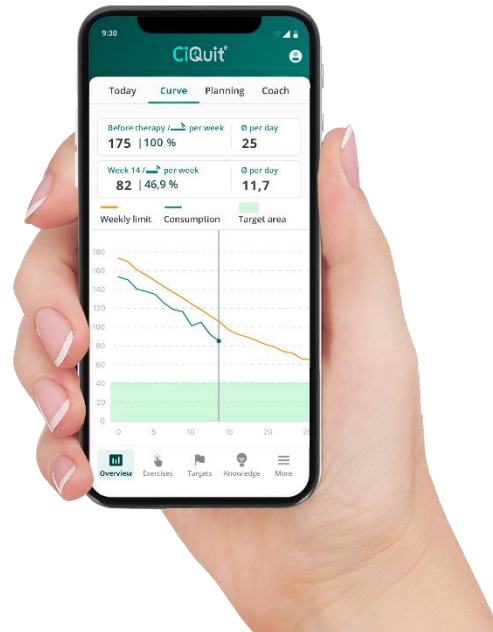 9:30
CiQuit
Today Curve Planning Coach
Before therapy / per week Ø per day
175 | 100 % 25
Week 14 / per week Ø per day
82 | 46,9 % 11,7
Weekly limit Consumption Target area
180
160
140
120
100
80
60
40
20
0
0 5 10 15 20 25
Overview Exercises Targets Knowledge More